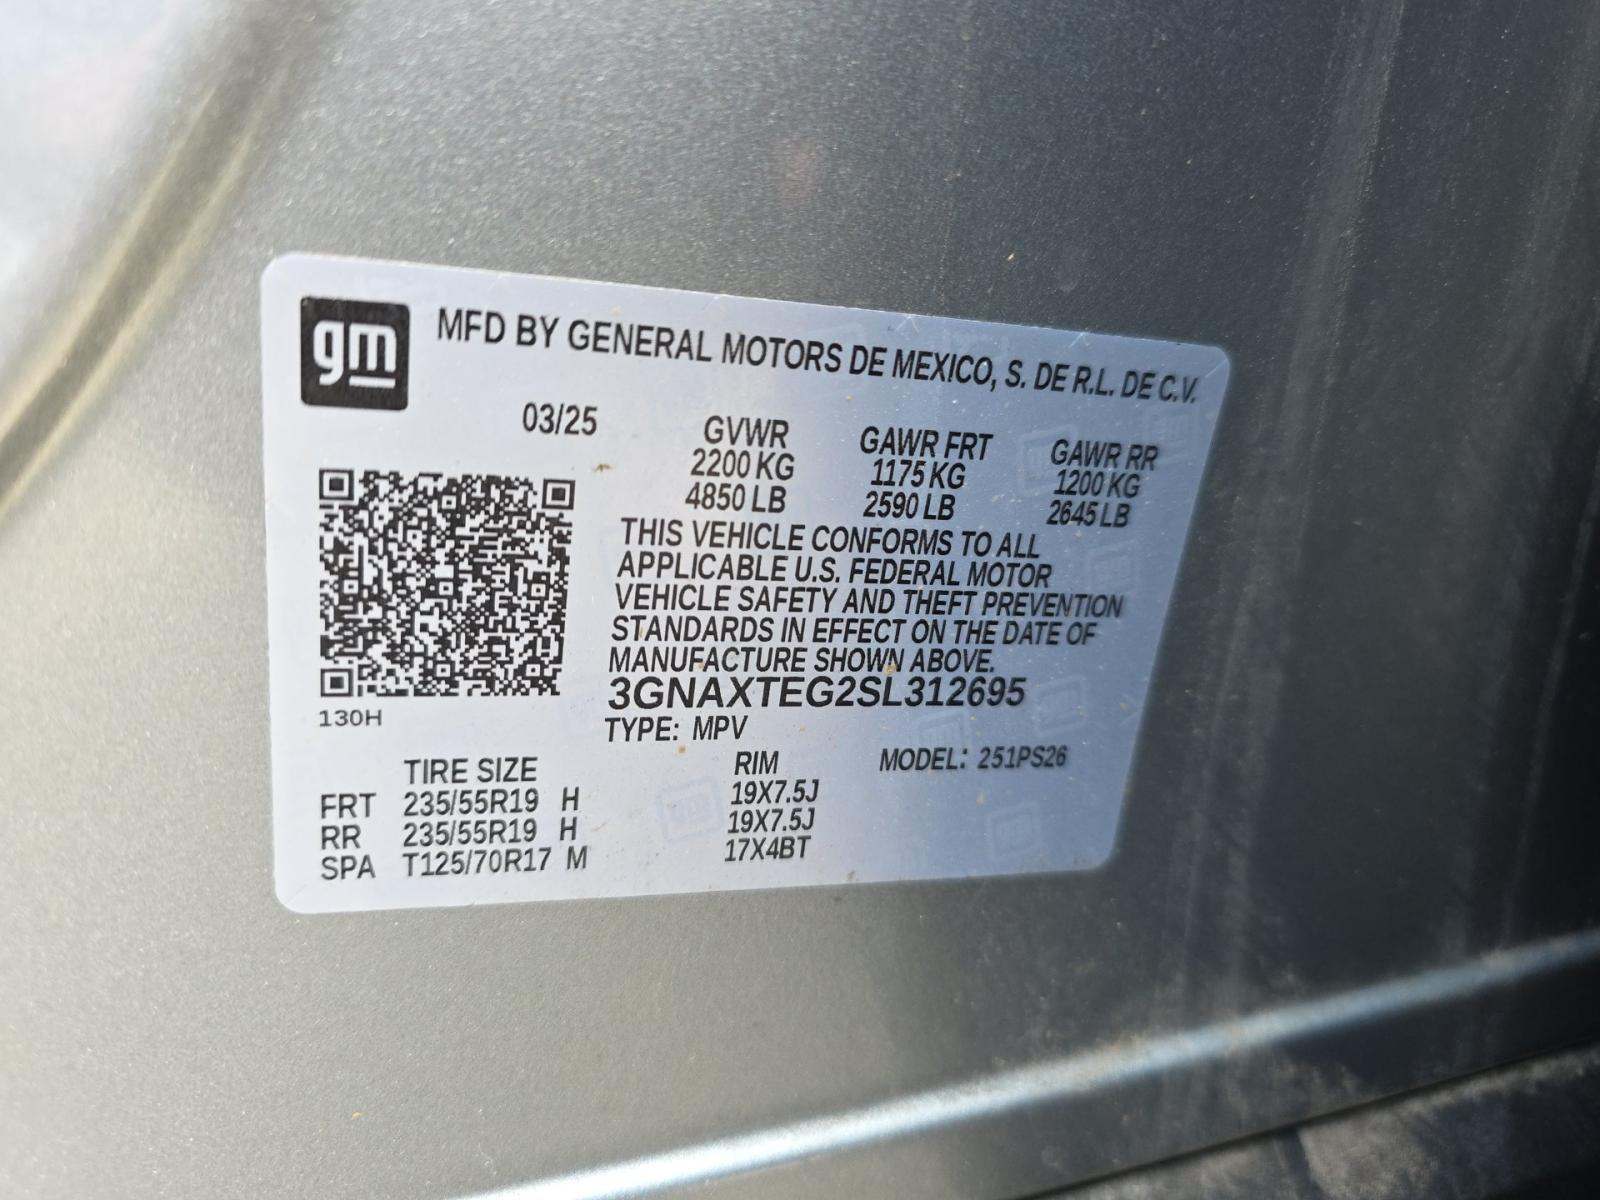 gm
MFD BY GENERAL MOTORS DE MEXICO, S. DE R.L. DE C.V.
03/25
GVWR GAWR FRT GAWR RR
2200 KG 1175 KG 1200 KG
4850 LB 2590 LB 2645 LB
THIS VEHICLE CONFORMS TO ALL
APPLICABLE U.S. FEDERAL MOTOR
VEHICLE SAFETY AND THEFT PREVENTION
STANDARDS IN EFFECT ON THE DATE OF
MANUFACTURE SHOWN ABOVE.
3GNAXTEG2SL312695
130H
TYPE: MPV
MODEL: 251PS26
TIRE SIZE RIM
FRT 235/55R19 H 19X7.5J
RR 235/55R19 H 19X7.5J
SPA T125/70R17 M 17X4BT